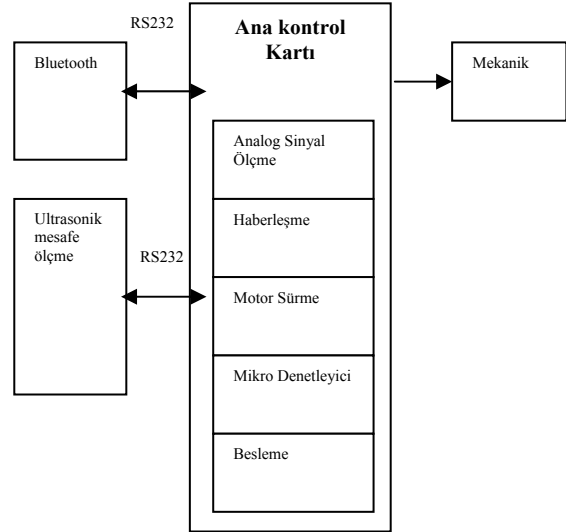 RS232
Bluetooth
Ana kontrol
Kartı
Mekanik
Analog Sinyal
Ölçme
Ultrasonik
mesafe
ölçme
RS232
Haberleşme
Motor Sürme
Mikro Denetleyici
Besleme